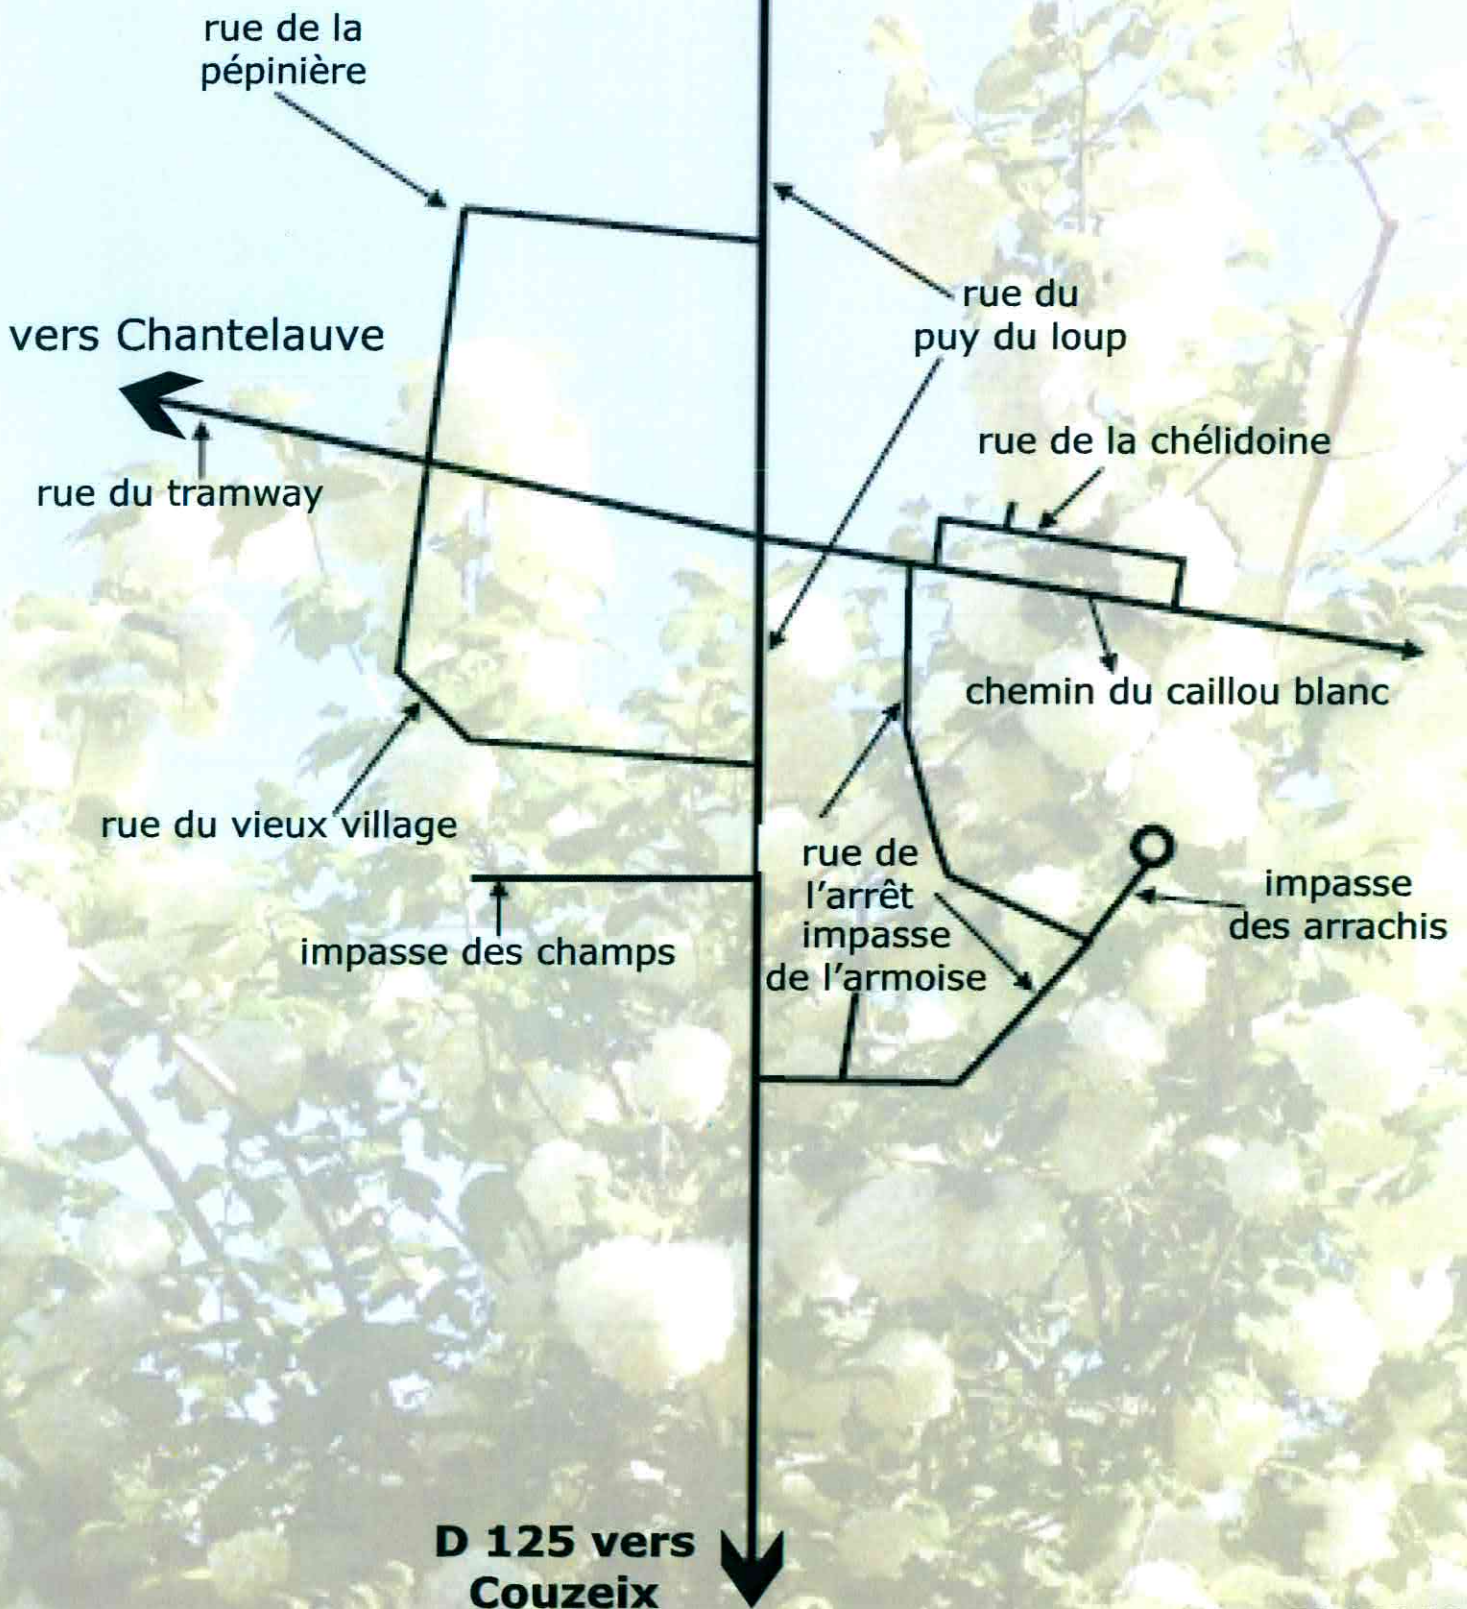 rue de la
pépinière
rue du
puy du loup
vers Chantelauve
rue de la chélidoine
rue du tramway
chemin du caillou blanc
rue du vieux village
rue de
l'arrêt
impasse
des arrachis
impasse des champs
impasse
de l'armoise
D 125 vers
Couzeix